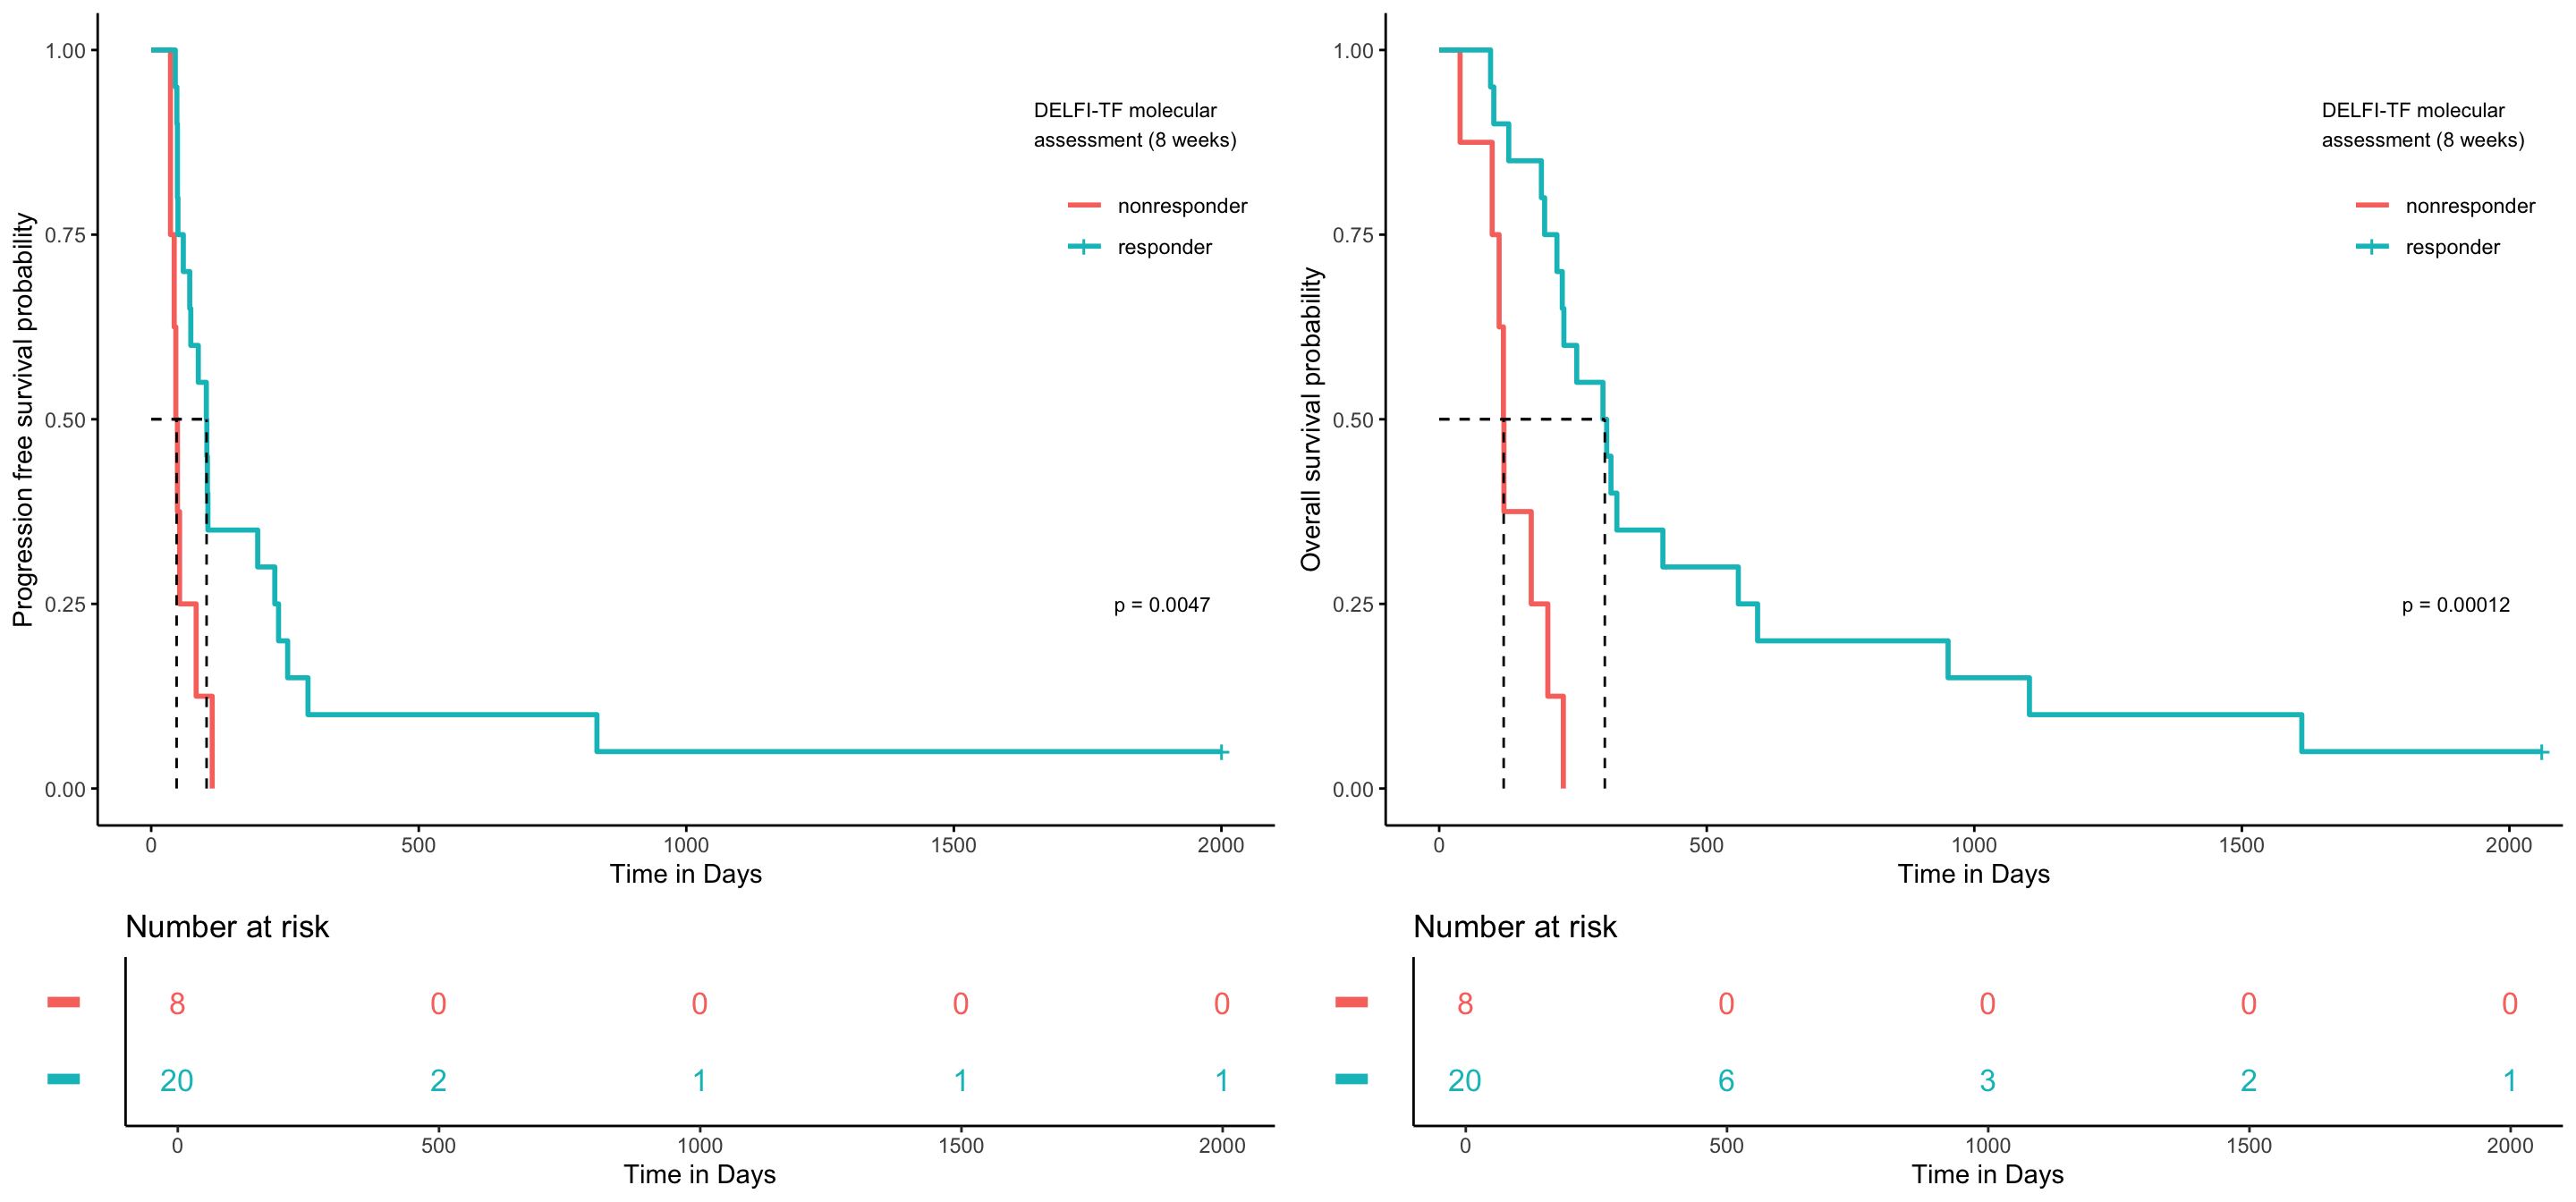 Progression free survival probability
1.00
0.75
0.50
0.25
0.00
DELFI-TF molecular
assessment (8 weeks)
nonresponder
responder
p = 0.0047
0 500 1000 1500 2000
Time in Days
Number at risk
8 0 0 0 0
20 2 1 1 1
0 500 1000 1500 2000
Time in Days
Overall survival probability
1.00
0.75
0.50
0.25
0.00
DELFI-TF molecular
assessment (8 weeks)
nonresponder
responder
p = 0.00012
0 500 1000 1500 2000
Time in Days
Number at risk
8 0 0 0 0
20 6 3 2 1
0 500 1000 1500 2000
Time in Days